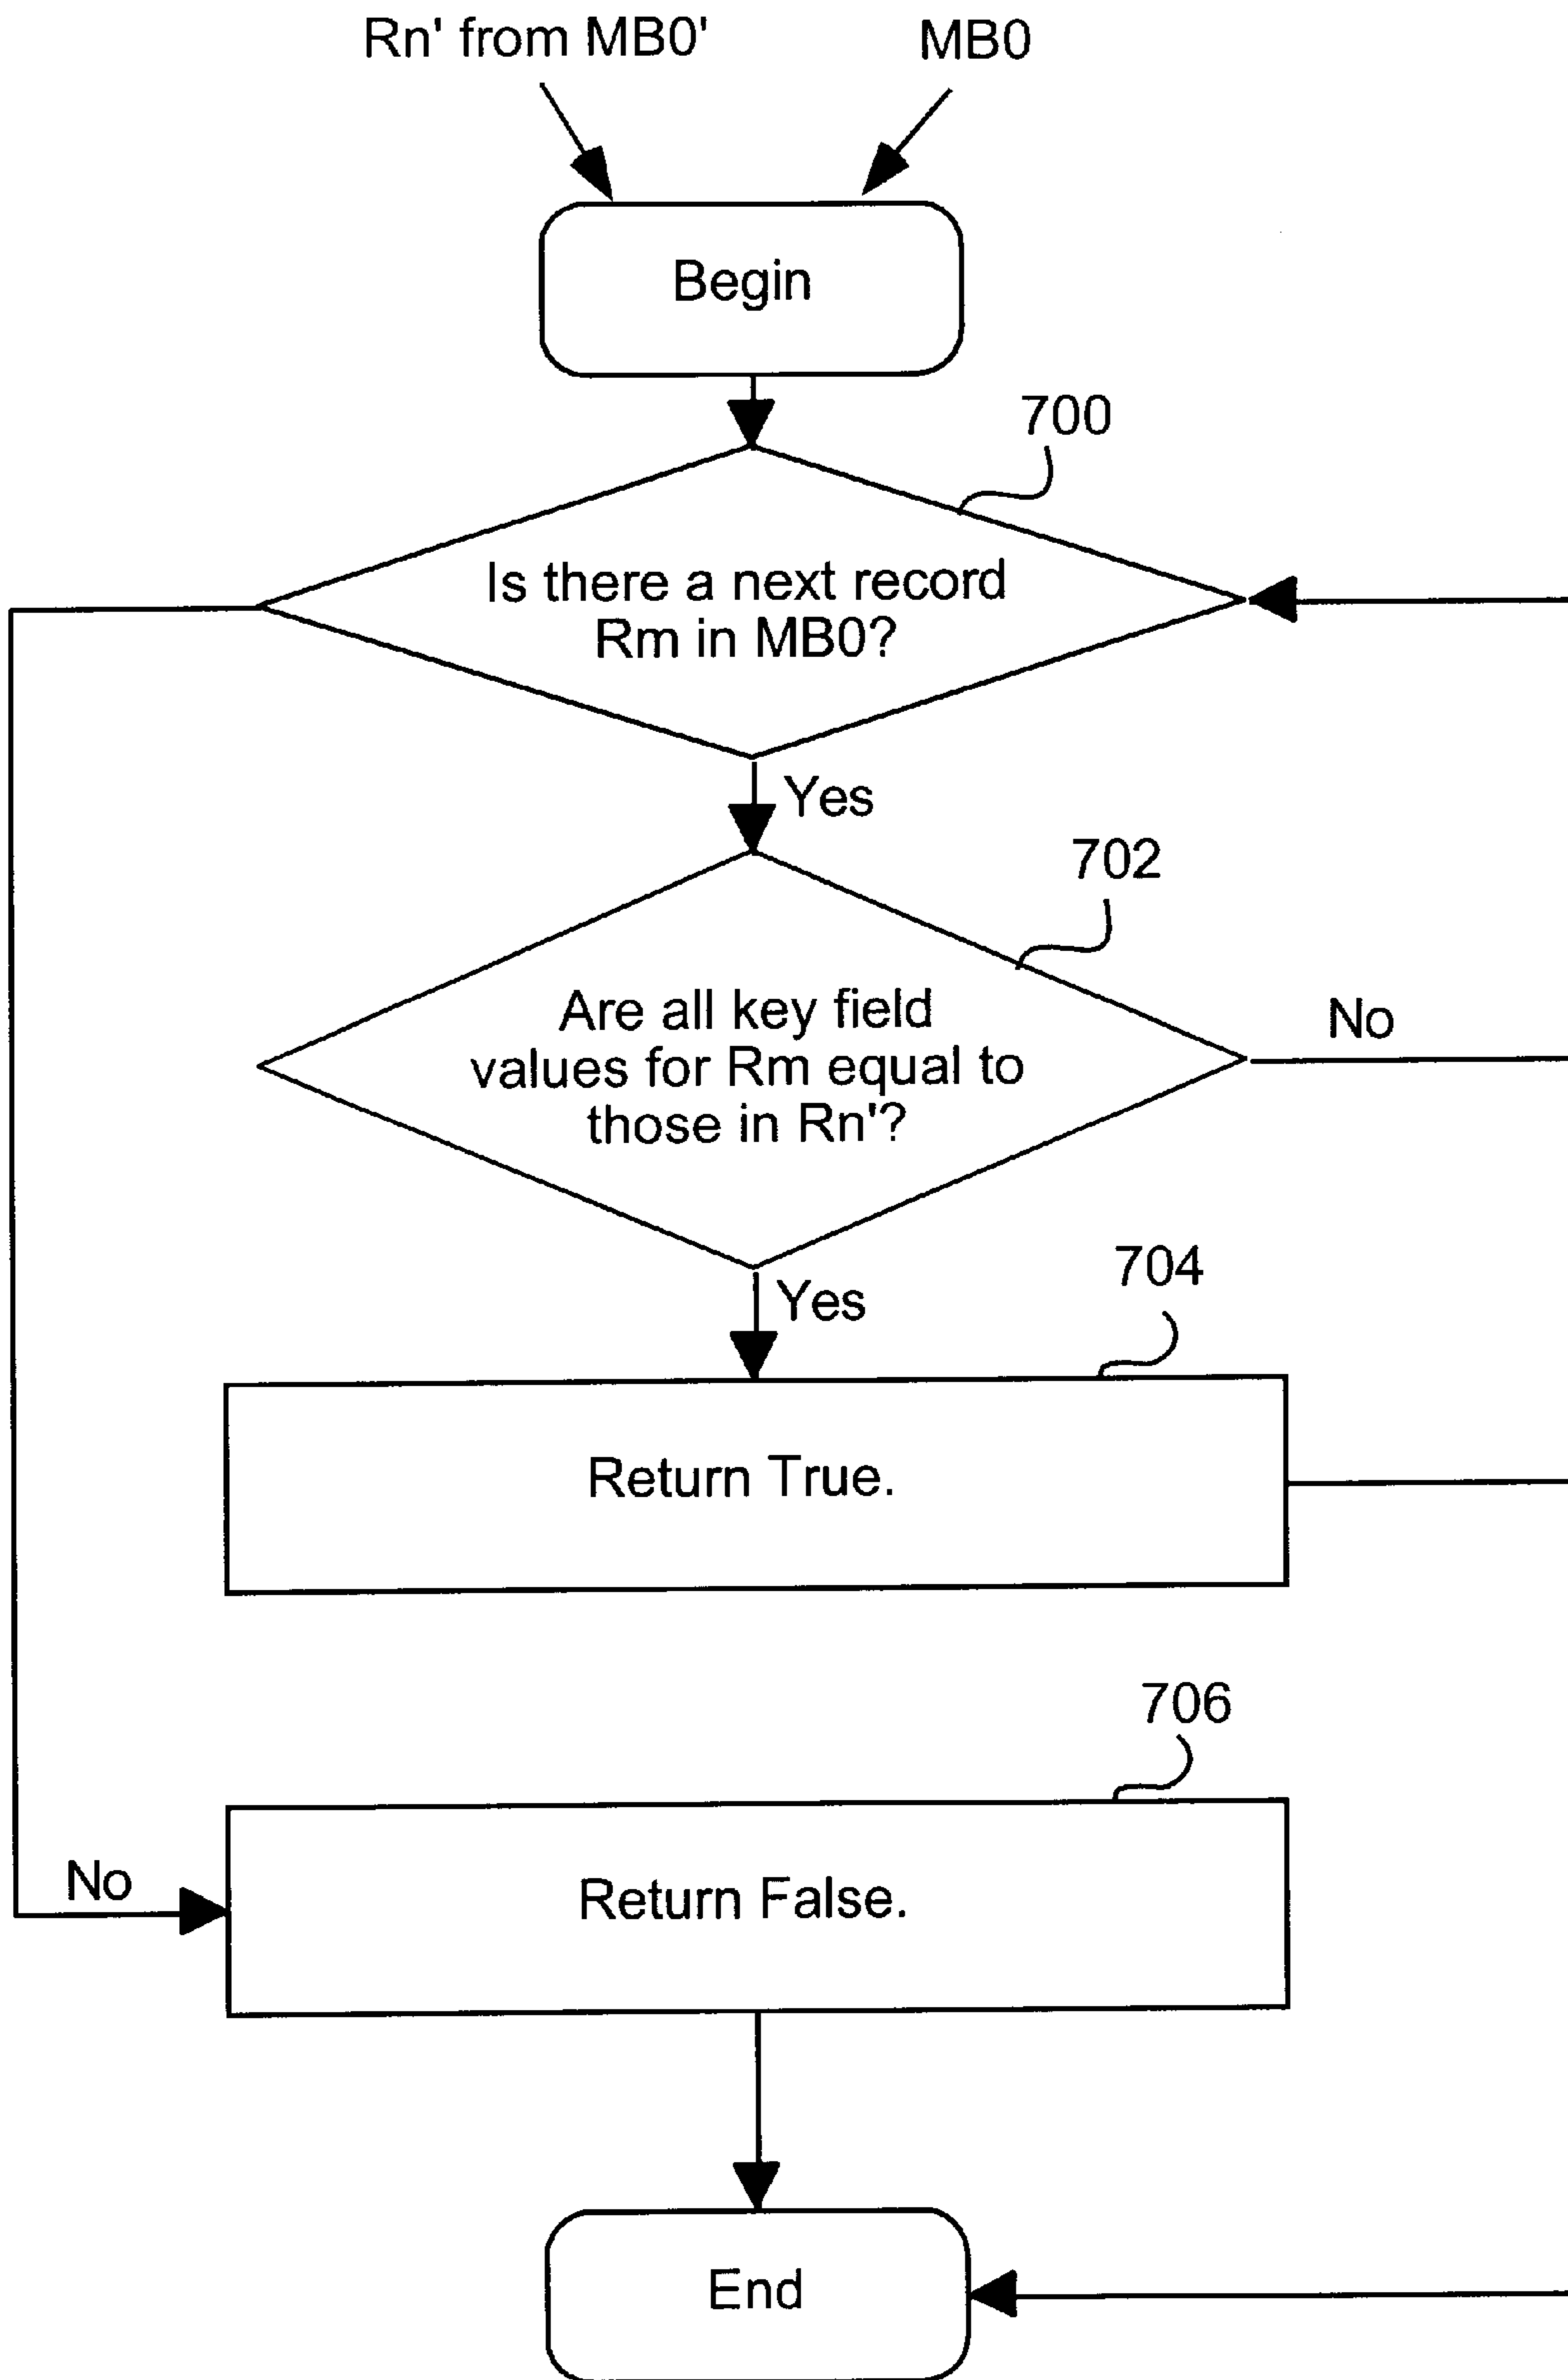 Rn' from MB0'
MB0
Begin
700
Is there a next record
Rm in MB0?
Yes
702
Are all key field
values for Rm equal to
those in Rn'?
No
Yes
704
Return True.
706
No
Return False.
End